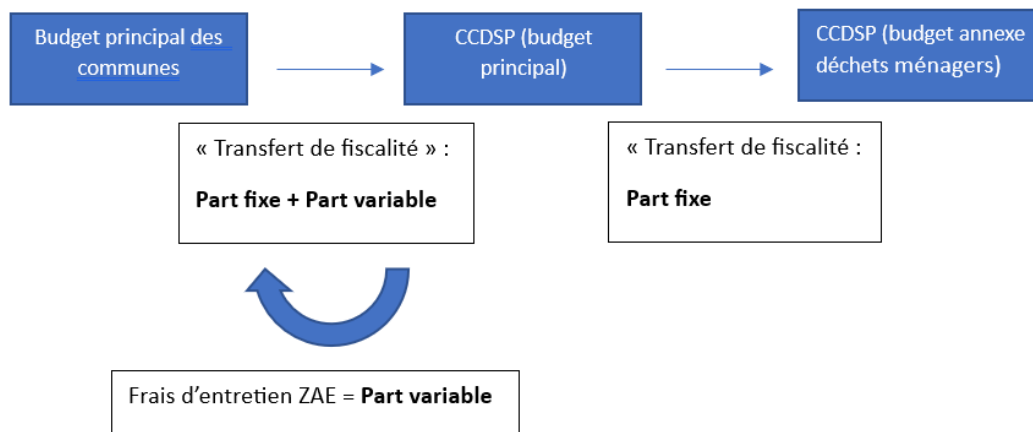 Budget principal des
communes
CCDSP (budget
principal)
CCDSP (budget annexe
déchets ménagers)
« Transfert de fiscalité » :
Part fixe + Part variable
« Transfert de fiscalité :
Part fixe
Frais d’entretien ZAE = Part variable